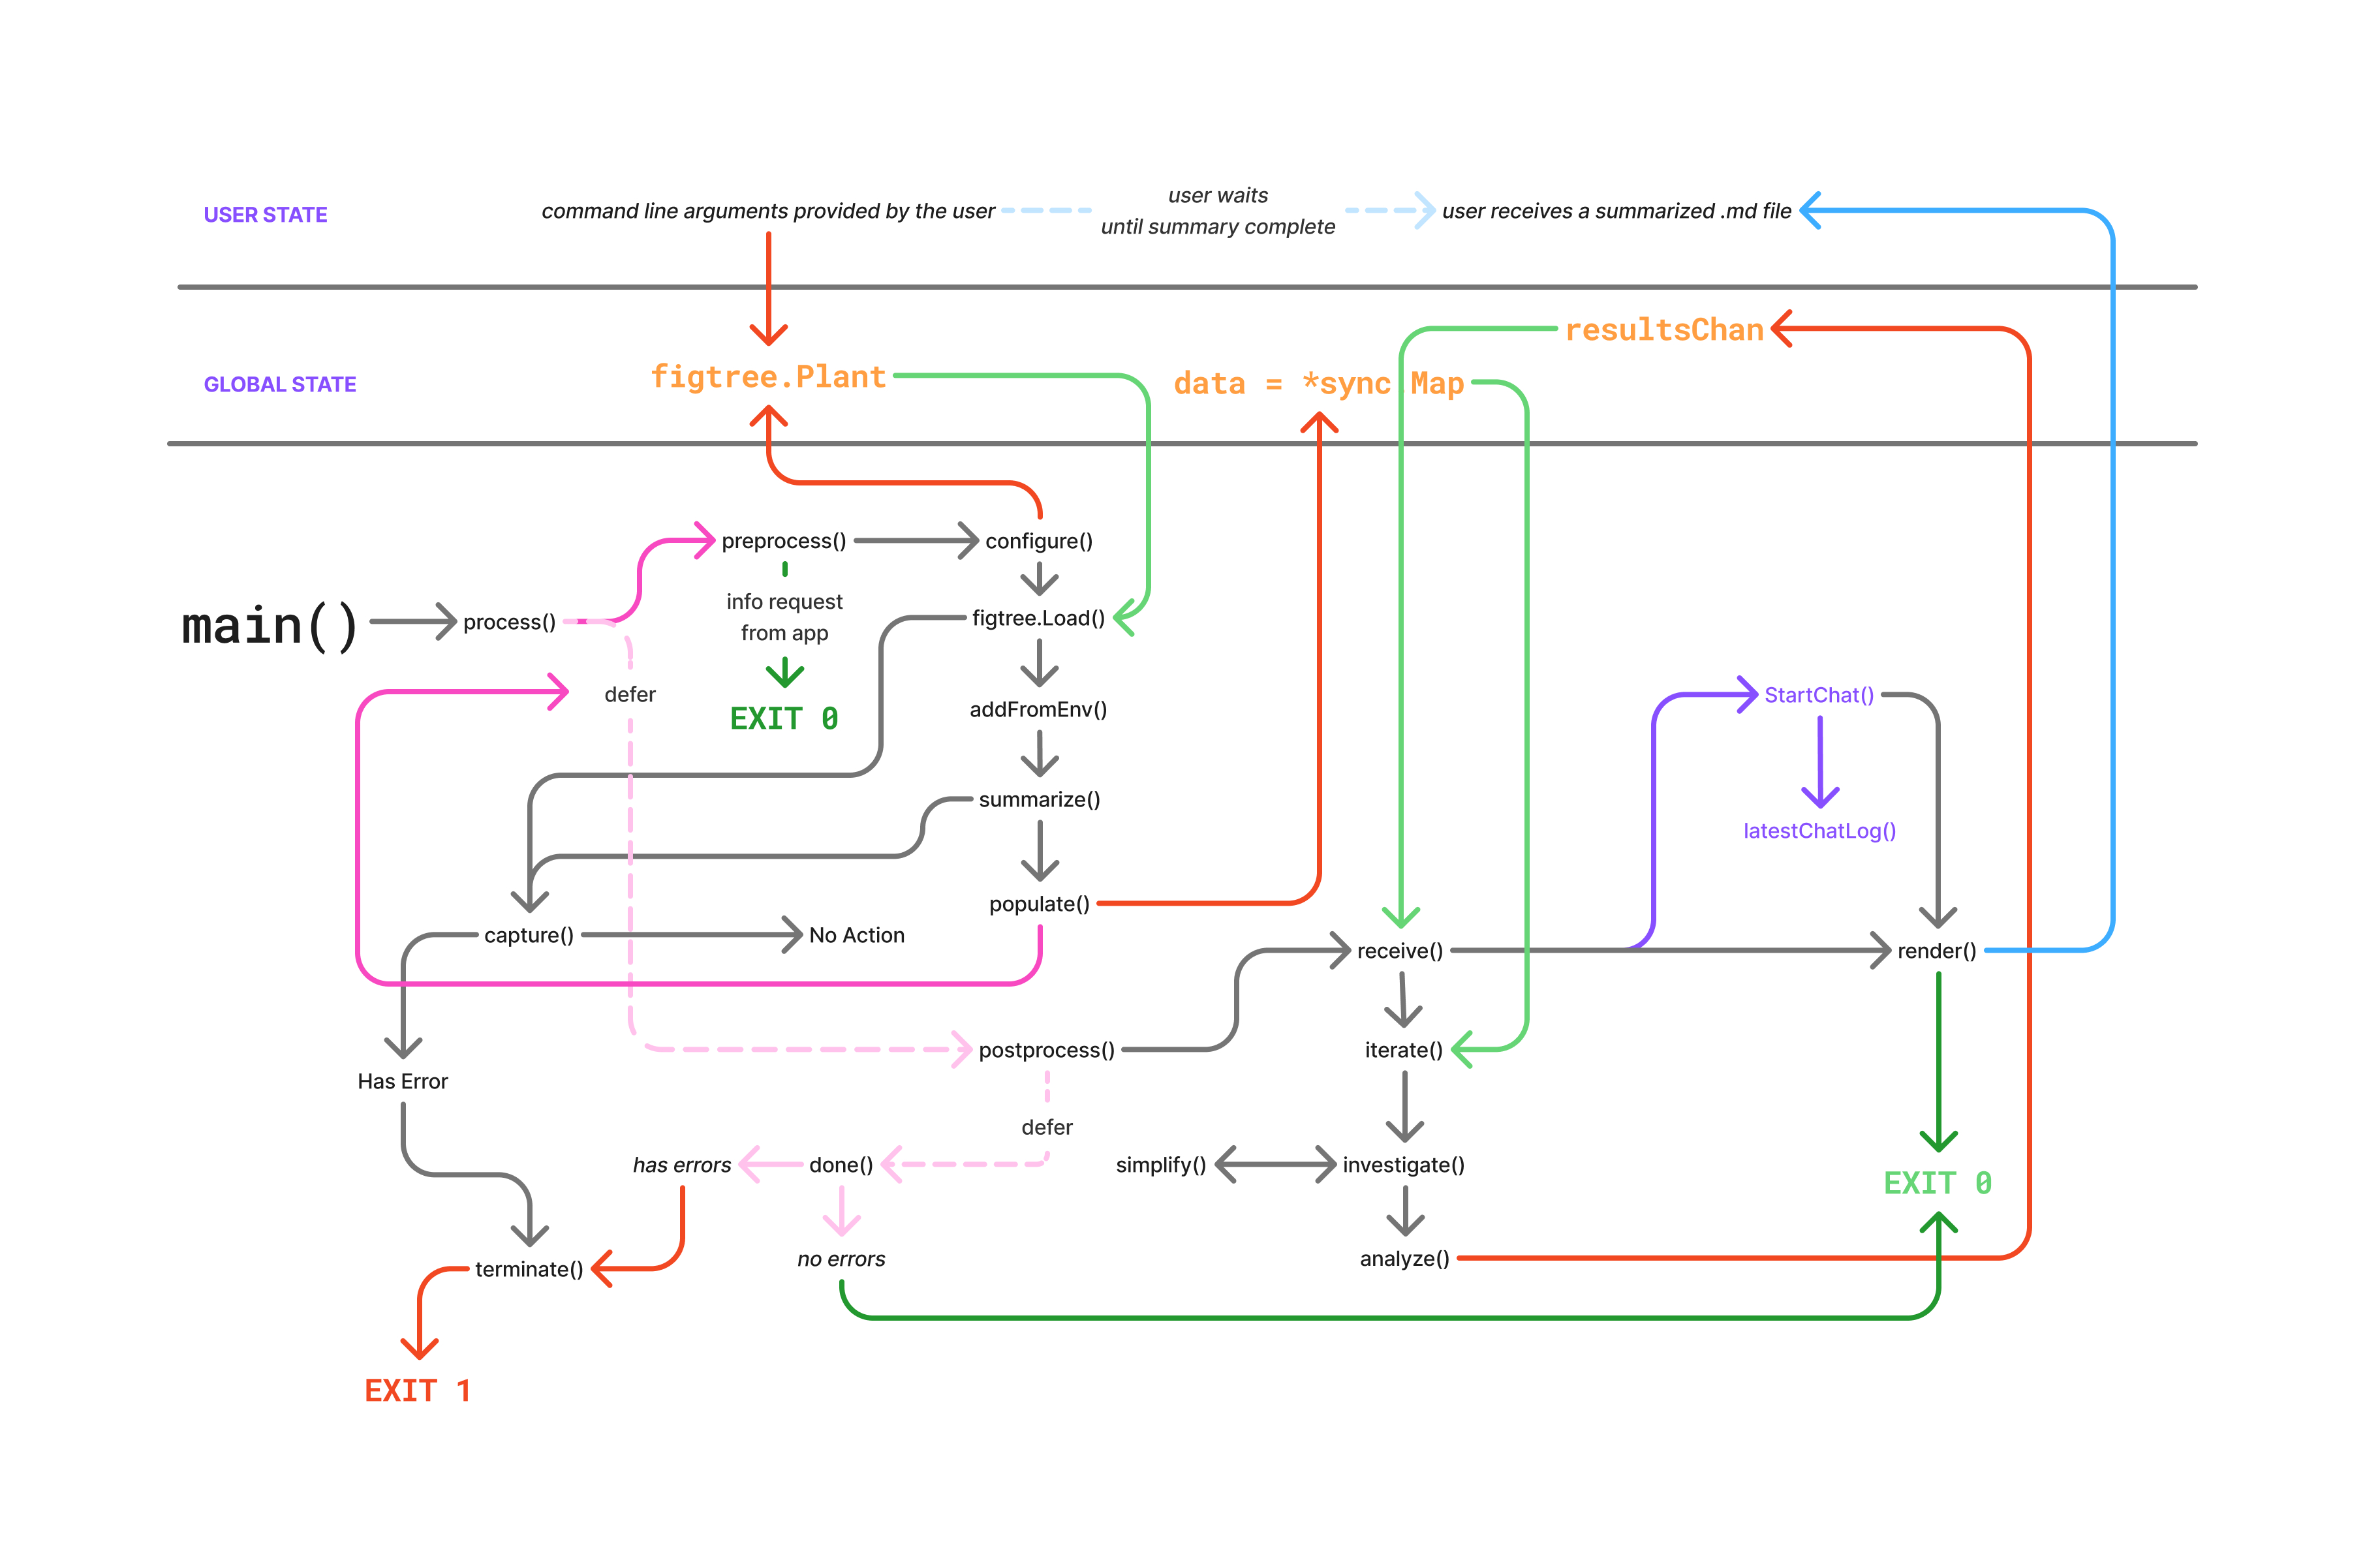 USER STATE
command line arguments provided by the user
user waits
until summary complete
user receives a summarized .md file
GLOBAL STATE
figtree.Plant
data = *sync.Map
resultsChan
main()
process()
preprocess()
configure()
info request
from app
EXIT 0
figtree.Load()
defer
addFromEnv()
summarize()
populate()
capture()
No Action
Has Error
StartChat()
latestChatLog()
receive()
render()
postprocess()
iterate()
defer
has errors
done()
simplify()
investigate()
EXIT 0
no errors
analyze()
terminate()
EXIT 1